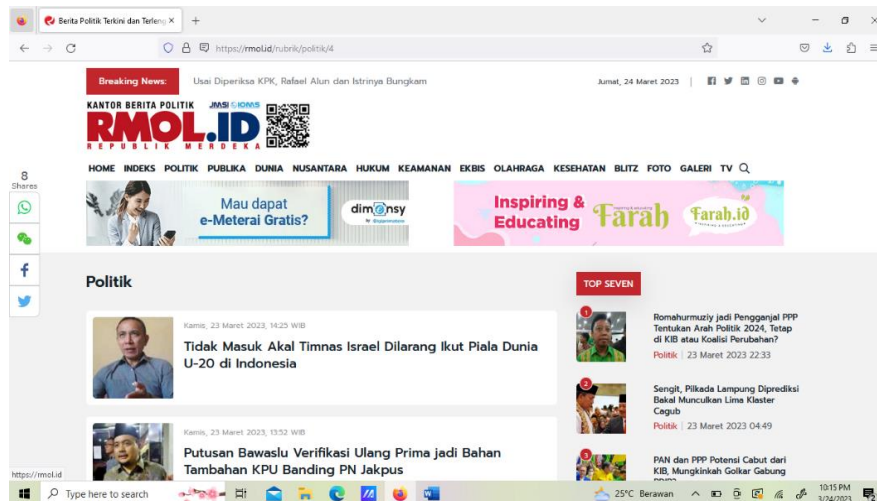 Berita Politik Terkini dan Terleng
https://rmol.id/rubrik/politik/4
Breaking News:
Usai Diperiksa KPK, Rafael Alun dan Istrinya Bungkam
Jumat, 24 Maret 2023
KANTOR BERITA POLITIK
JMSI
RMOL.ID
REPUBLIK MERDEKA
HOME INDEKS POLITIK PUBLIKA DUNIA NUSANTARA HUKUM KEAMANAN EKBIS OLAHRAGA KESEHATAN BLITZ FOTO GALERI TV
8
Shares
Mau dapat
e-Meterai Gratis?
dimensy
Inspiring &
Educating
Farah
Farah.id
Politik
Kamis, 23 Maret 2023, 14:25 WIB
Tidak Masuk Akal Timnas Israel Dilarang Ikut Piala Dunia
U-20 di Indonesia
Kamis, 23 Maret 2023, 13:52 WIB
Putusan Bawaslu Verifikasi Ulang Prima jadi Bahan
Tambahan KPU Banding PN Jakpus
TOP SEVEN
1
Romahurmuziy jadi Pengganjal PPP
Tentukan Arah Politik 2024, Tetap
di KIB atau Koalisi Perubahan?
Politik | 23 Maret 2023 22:33
2
Sengit, Pilkada Lampung Diprediksi
Bakal Munculkan Lima Klaster
Cagub
Politik | 23 Maret 2023 04:49
3
PAN dan PPP Potensi Cabut dari
KIB, Mungkinkah Golkar Gabung
https://rmol.id
Type here to search
25°C Berawan
10:15 PM
3/24/2023